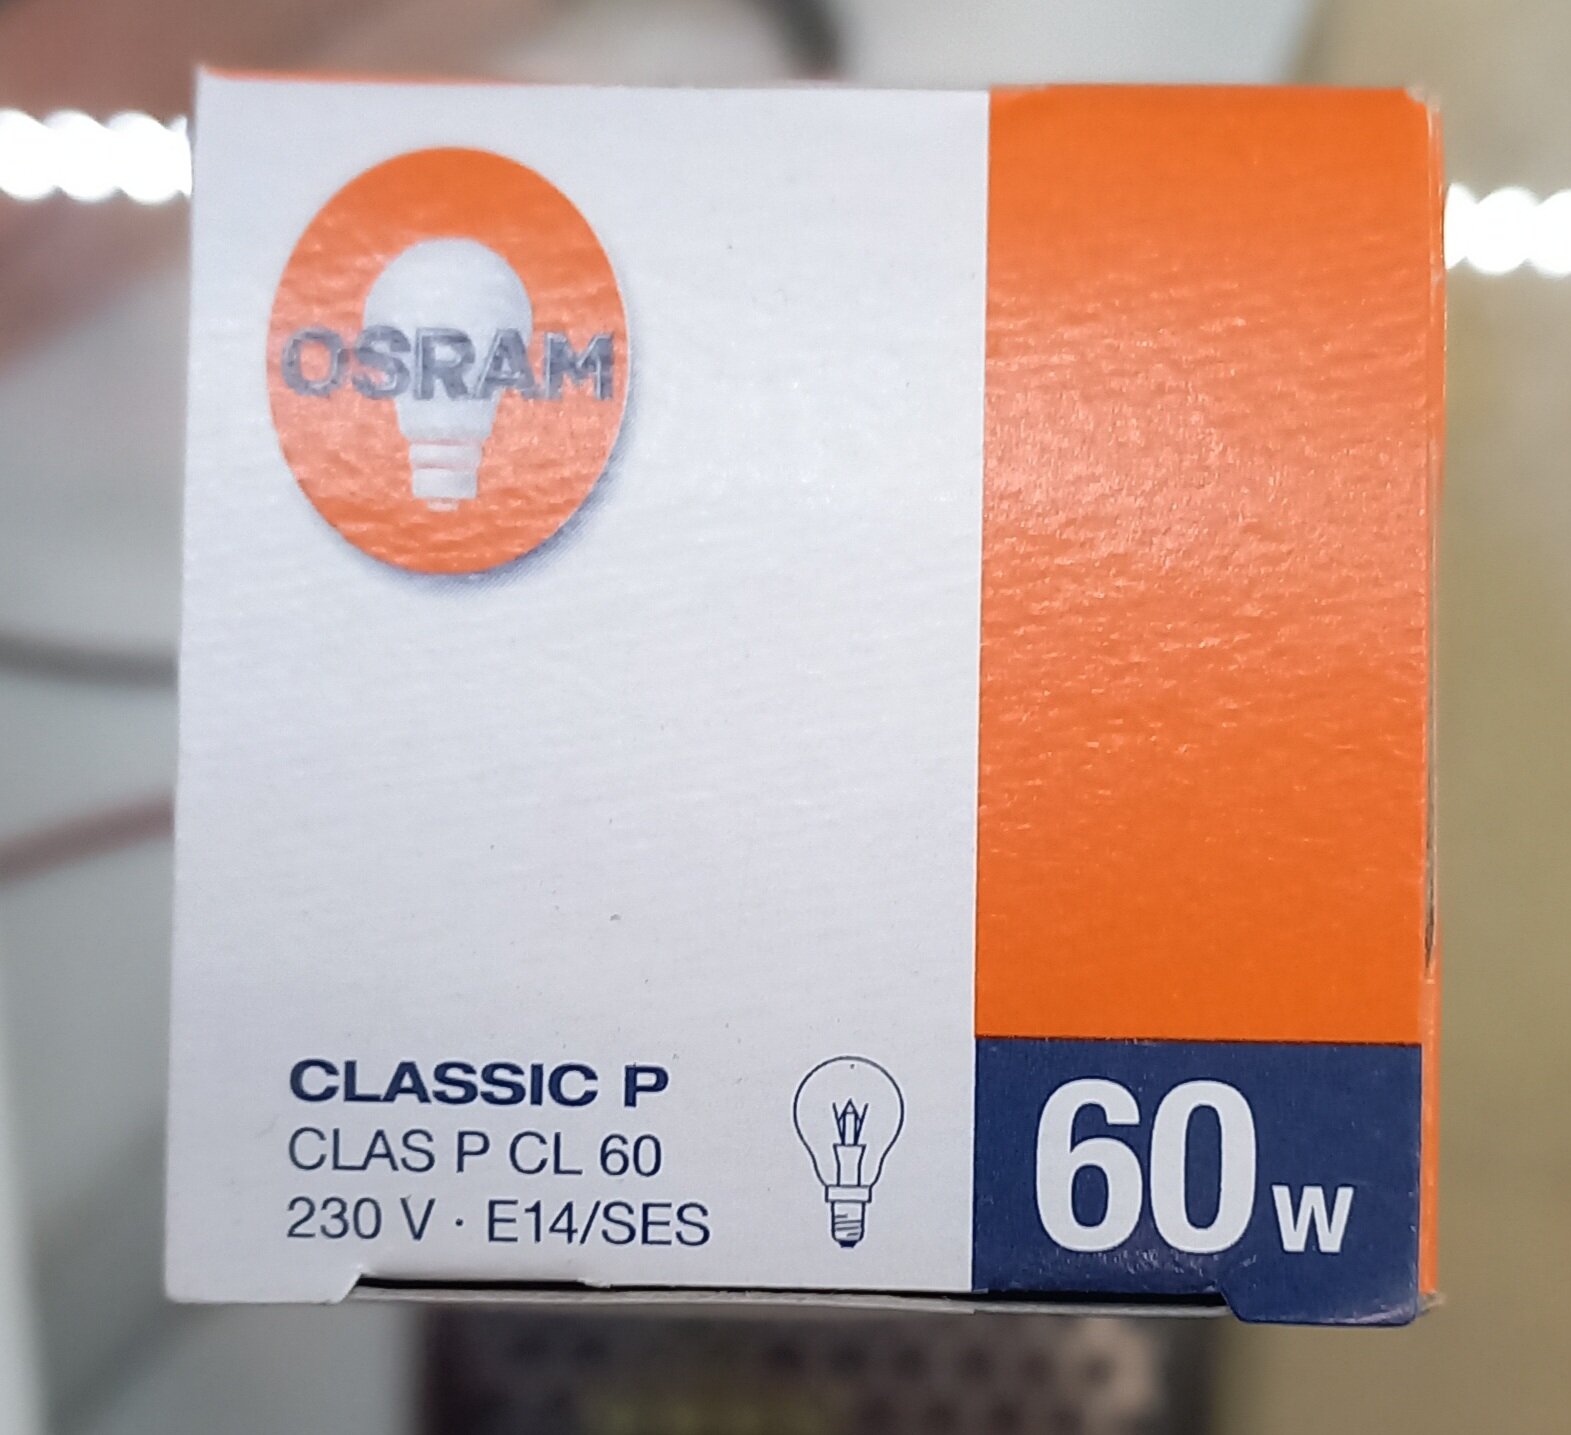 OSRAM
CLASSIC P
CLAS P CL 60
230 V · E14/SES
60 W